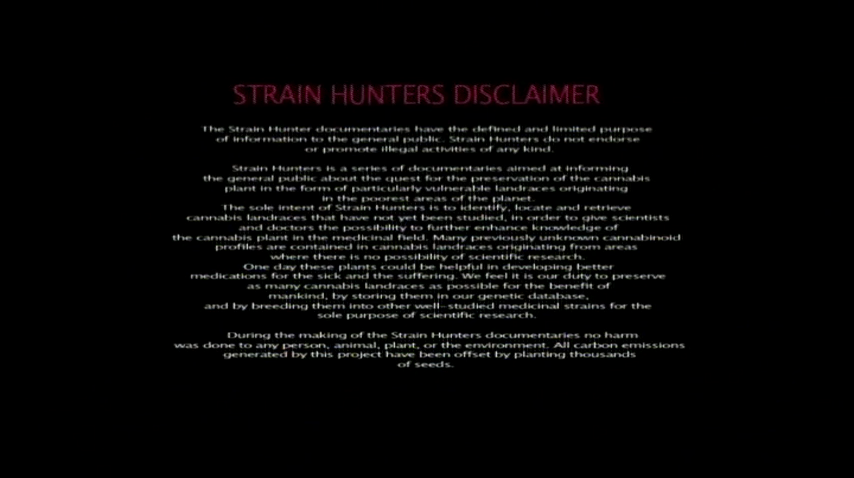 STRAIN HUNTERS DISCLAIMER
The Strain Hunter documentaries have the defined and limited purpose
of information to the general public. Strain Hunters do not endorse
or promote illegal activities of any kind.
Strain Hunters is a series of documentaries aimed at informing
the general public about the quest for the preservation of the cannabis
plant in the form of particularly vulnerable landraces originating
in the poorest areas of the planet.
The sole intent of Strain Hunters is to identify, locate and retrieve
cannabis landraces that have not yet been studied, in order to give scientists
and doctors the possibility to further enhance knowledge of
the cannabis plant in the medicinal field. Many previously unknown cannabinoid
profiles are contained in cannabis landraces originating from areas
where there is no possibility of scientific research.
One day these plants could be helpful in developing better
medications for the sick and the suffering. We feel it is our duty to preserve
as many cannabis landraces as possible for the benefit of
mankind, by storing them in our genetic database,
and by breeding them into other well-studied medicinal strains for the
sole purpose of scientific research.
During the making of the Strain Hunters documentaries no harm
was done to any person, animal, plant, or the environment. All carbon emissions
generated by this project have been offset by planting thousands
of seeds.